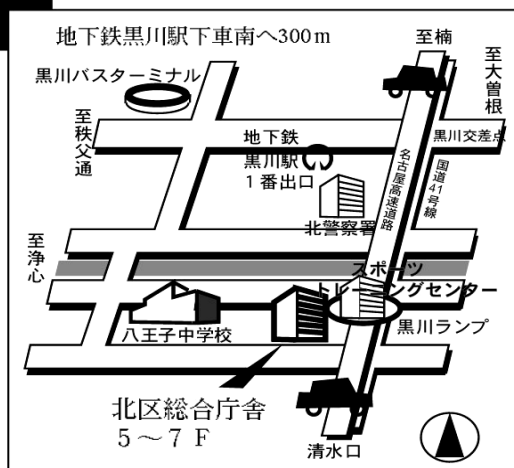 地下鉄黒川駅下車南へ300m
至楠
至大曽根
黒川バスターミナル
至秩父通
地下鉄
黒川駅
1番出口
黒川交差点
名古屋高速道路
国道41号線
北警察署
至浄心
スポーツ
トレーニングセンター
八王子中学校
黒川ランプ
北区総合庁舎
5〜7F
清水口